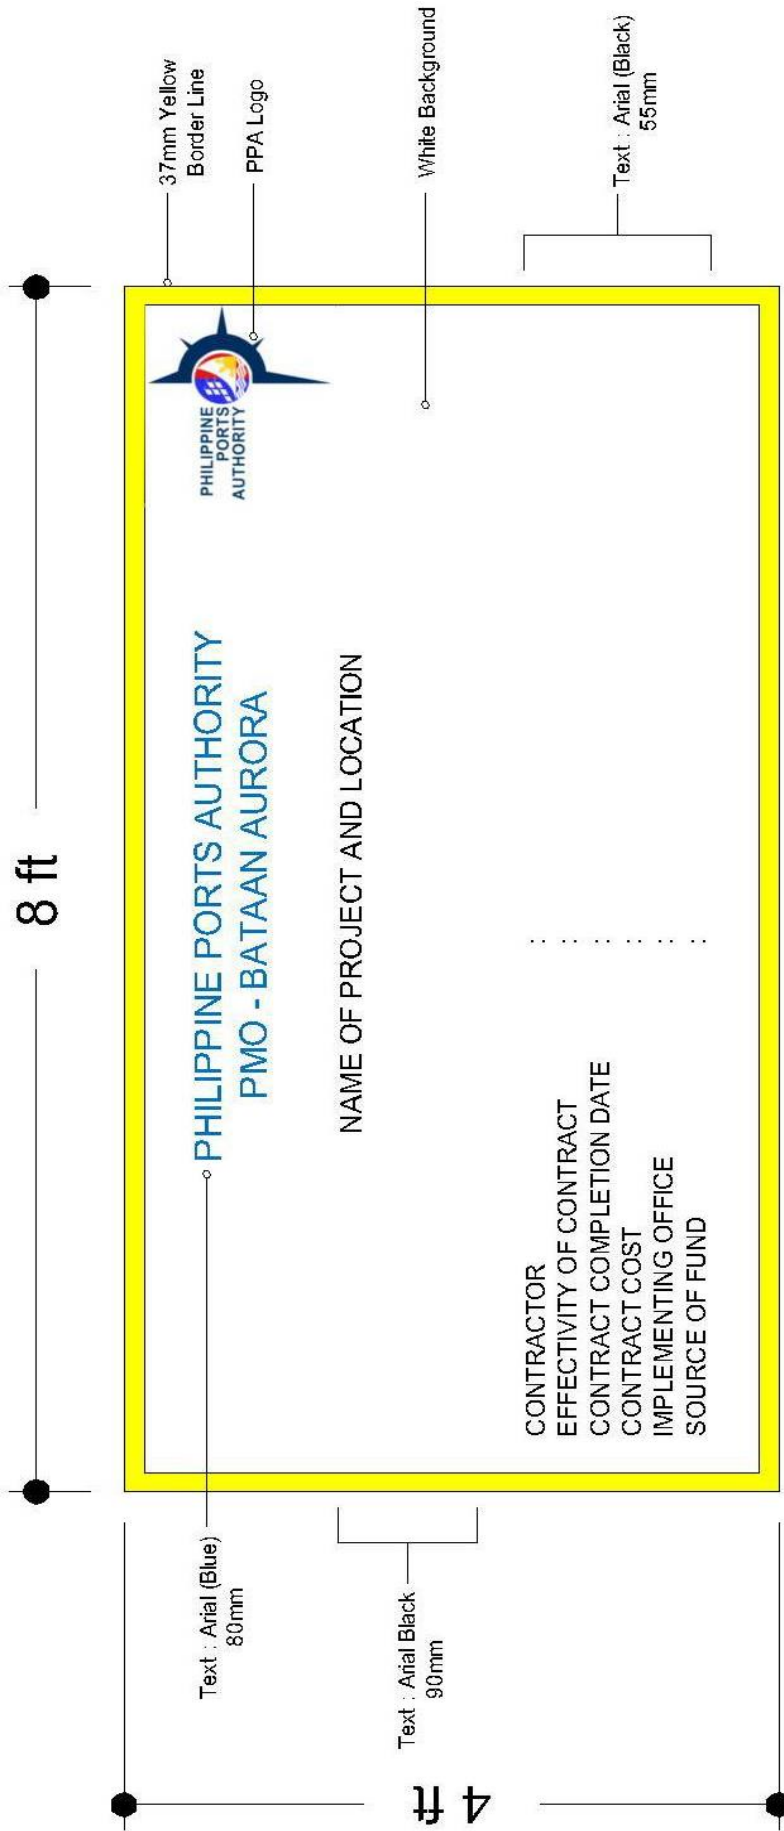 8 ft
4 ft
37mm Yellow
Border Line
PPA Logo
White Background
Text : Arial (Black)
55mm
Text : Arial (Blue)
80mm
Text : Arial Black
90mm
PHILIPPINE
PORTS
AUTHORITY
PHILIPPINE PORTS AUTHORITY
PMO - BATAAN AURORA
NAME OF PROJECT AND LOCATION
CONTRACTOR :
EFFECTIVITY OF CONTRACT :
CONTRACT COMPLETION DATE :
CONTRACT COST :
IMPLEMENTING OFFICE :
SOURCE OF FUND :